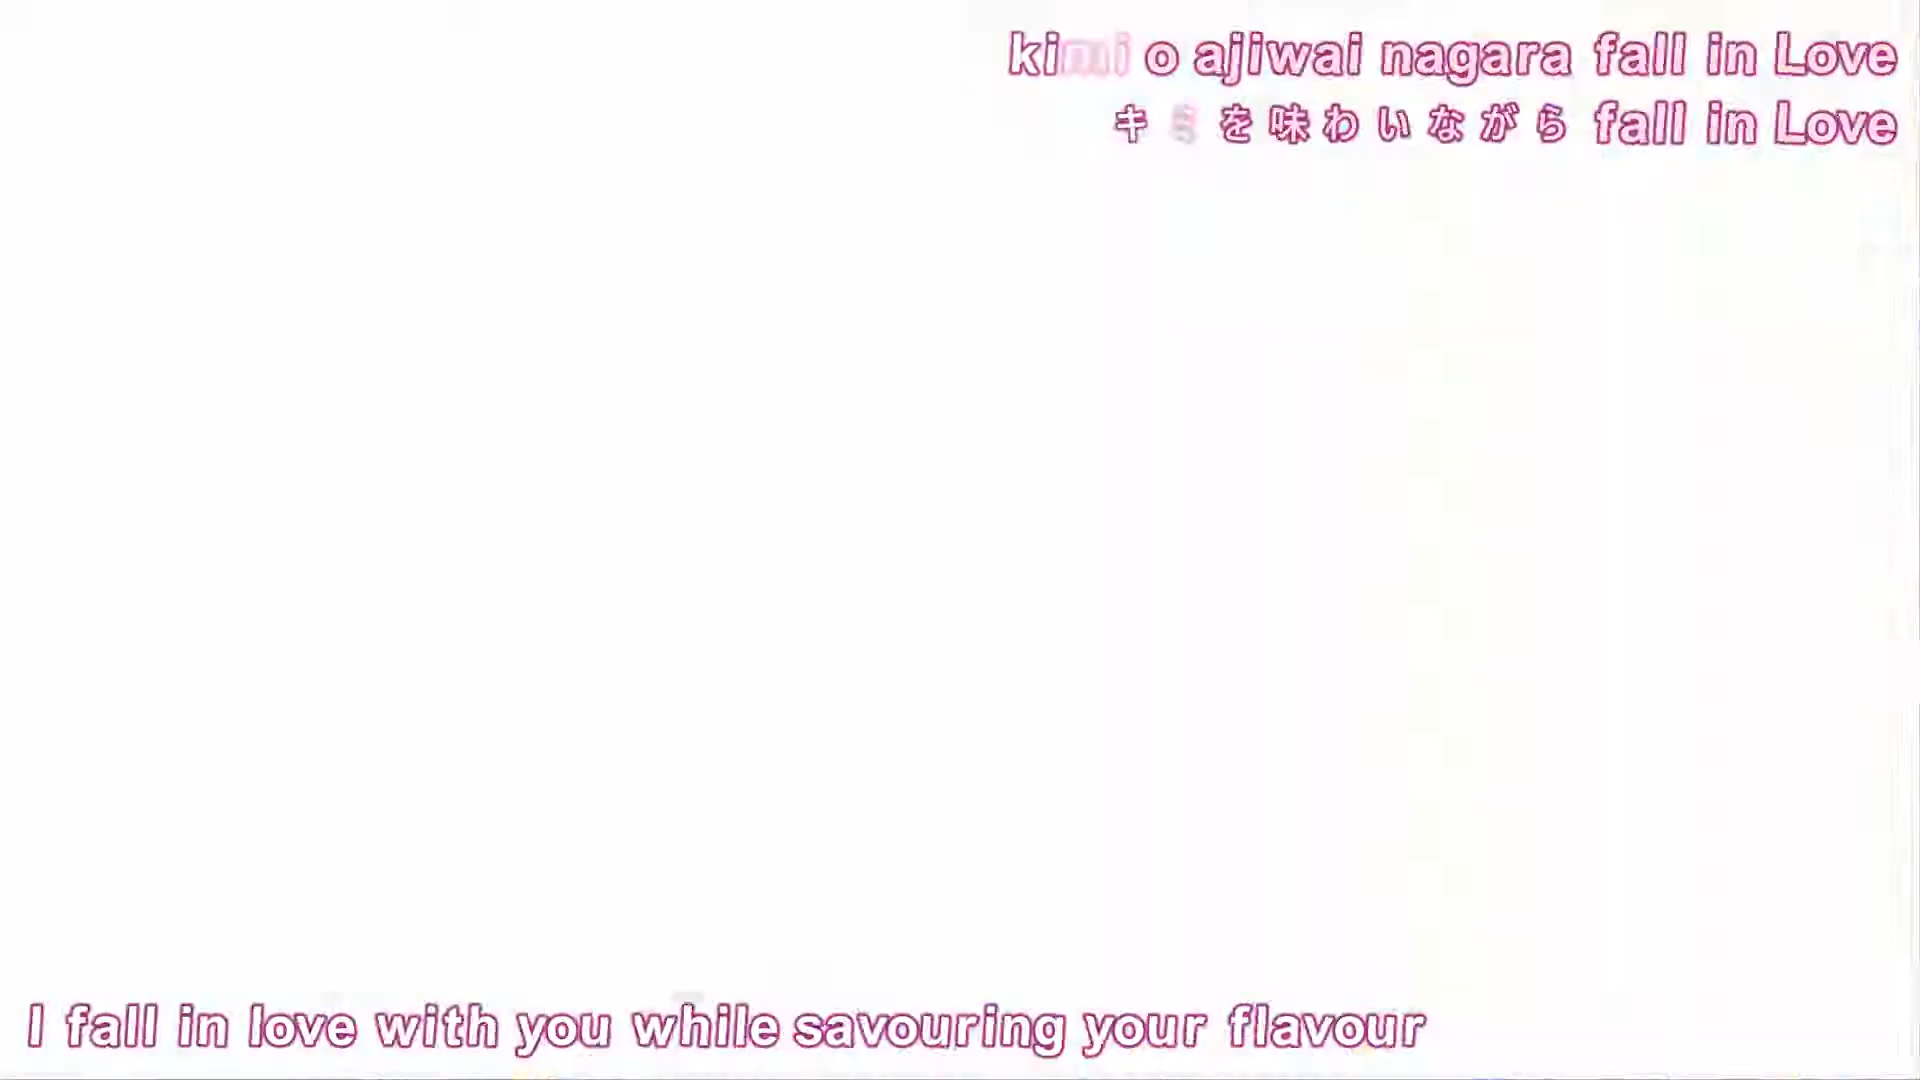 kimi o ajiwai nagara fall in Love
キミを味わいながら fall in Love
I fall in love with you while savouring your flavour